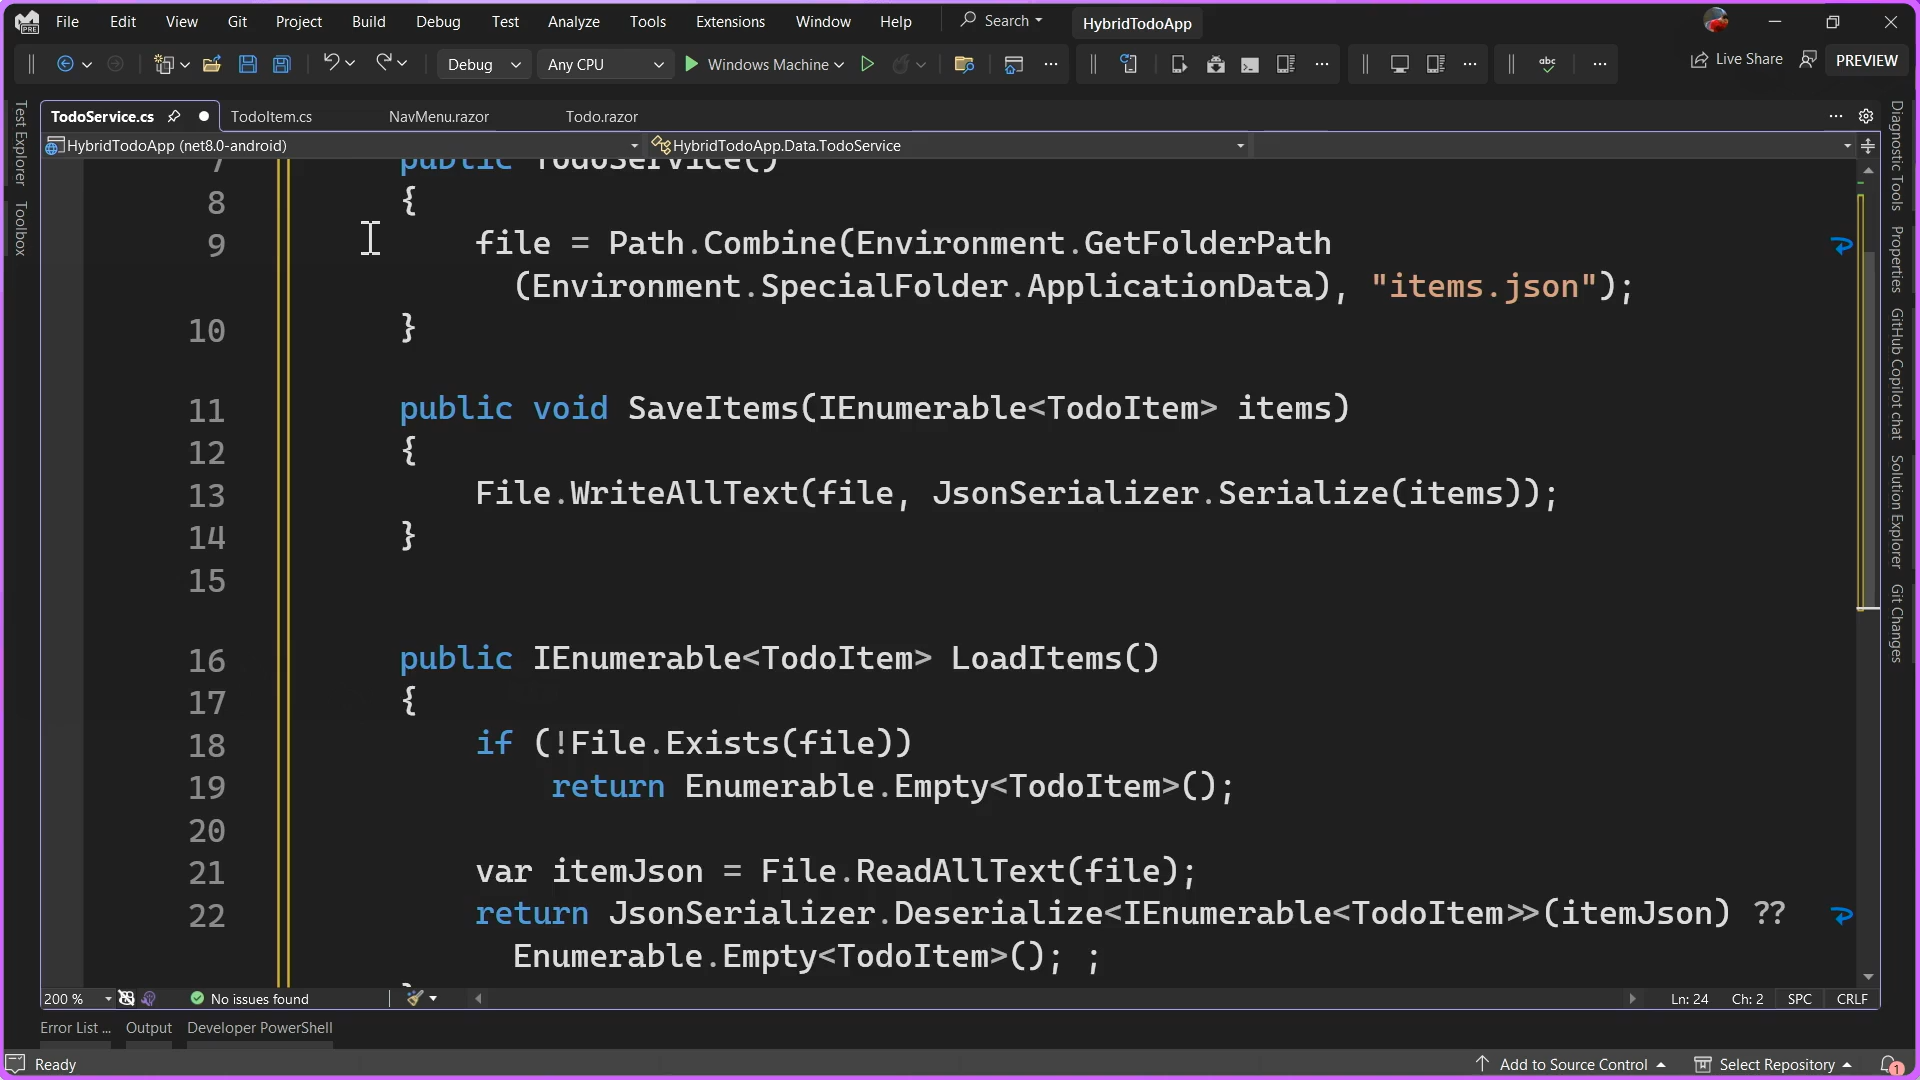 PRE File Edit View Git Project Build Debug Test Analyze Tools Extensions Window Help Search HybridTodoApp
Debug Any CPU Windows Machine abc Live Share PREVIEW
TodoService.cs TodoItem.cs NavMenu.razor Todo.razor
HybridTodoApp (net8.0-android) HybridTodoApp.Data.TodoService
7 public TodoService()
8 {
9 file = Path.Combine(Environment.GetFolderPath
(Environment.SpecialFolder.ApplicationData), "items.json");
10 }
11 public void SaveItems(IEnumerable<TodoItem> items)
12 {
13 File.WriteAllText(file, JsonSerializer.Serialize(items));
14 }
15
16 public IEnumerable<TodoItem> LoadItems()
17 {
18 if (!File.Exists(file))
19 return Enumerable.Empty<TodoItem>();
20
21 var itemJson = File.ReadAllText(file);
22 return JsonSerializer.Deserialize<IEnumerable<TodoItem>>(itemJson) ??
Enumerable.Empty<TodoItem>(); ;
}
200 % No issues found Ln: 24 Ch: 2 SPC CRLF
Error List ... Output Developer PowerShell
Ready Add to Source Control Select Repository 1
Test Explorer
Toolbox
Diagnostic Tools
Properties
GitHub Copilot chat
Solution Explorer
Git Changes